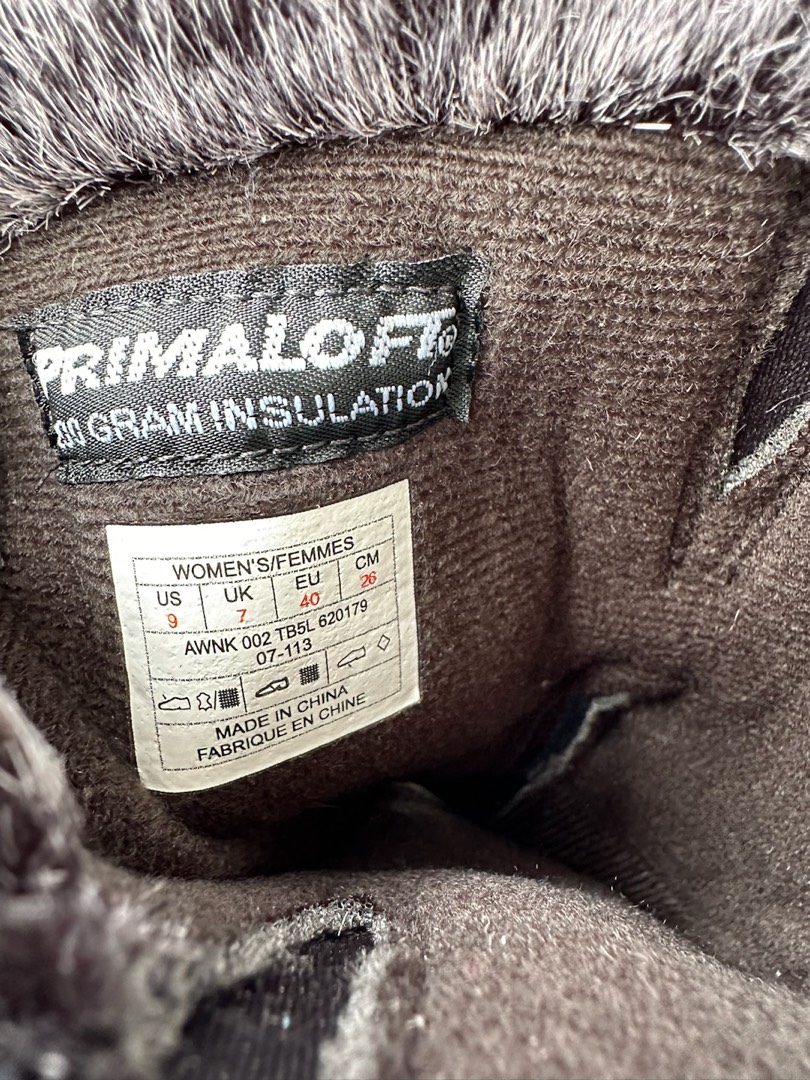 PRIMALOFT®
00 GRAM INSULATION
WOMEN'S/FEMMES
US UK EU CM
9 7 40 26
AWNK 002 TB5L 620179
07-113
MADE IN CHINA
FABRIQUE EN CHINE